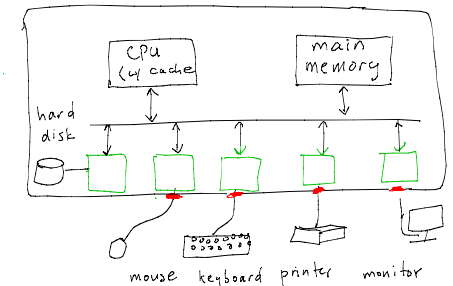 CPU
(w/ cache
main
memory
hard
disk
mouse keyboard printer monitor